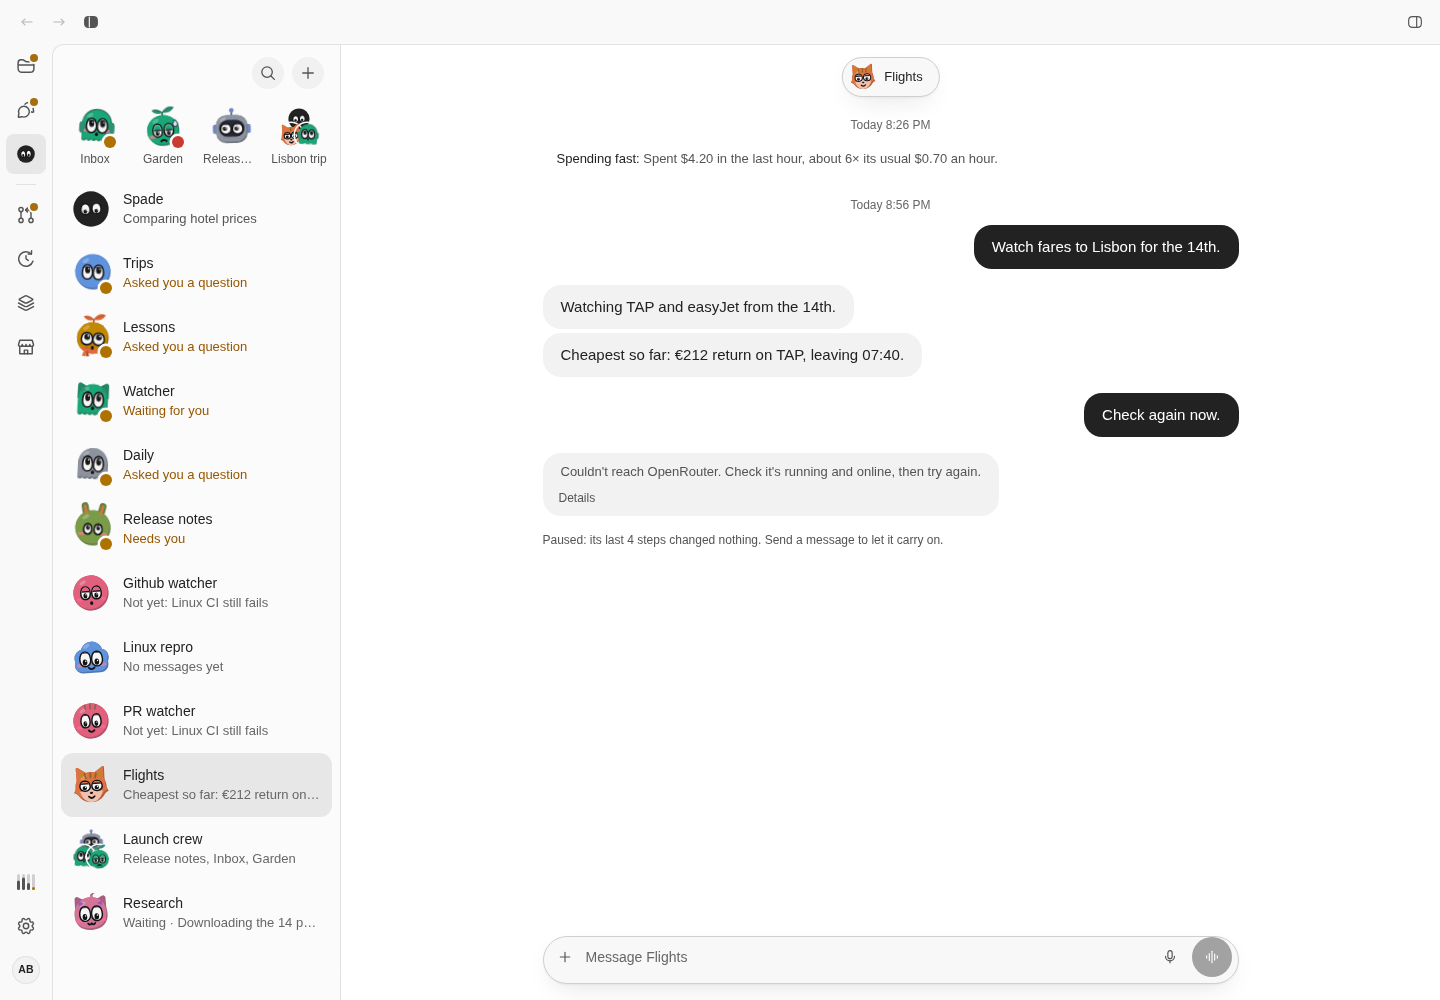 Inbox
Garden
Releas…
Lisbon trip
Spade
Comparing hotel prices
Trips
Asked you a question
Lessons
Asked you a question
Watcher
Waiting for you
Daily
Asked you a question
Release notes
Needs you
Github watcher
Not yet: Linux CI still fails
Linux repro
No messages yet
PR watcher
Not yet: Linux CI still fails
Flights
Cheapest so far: €212 return on…
Launch crew
Release notes, Inbox, Garden
Research
Waiting · Downloading the 14 p…
AB
Flights
Today 8:26 PM
Spending fast: Spent $4.20 in the last hour, about 6× its usual $0.70 an hour.
Today 8:56 PM
Watch fares to Lisbon for the 14th.
Watching TAP and easyJet from the 14th.
Cheapest so far: €212 return on TAP, leaving 07:40.
Check again now.
Couldn't reach OpenRouter. Check it's running and online, then try again.
Details
Paused: its last 4 steps changed nothing. Send a message to let it carry on.
Message Flights